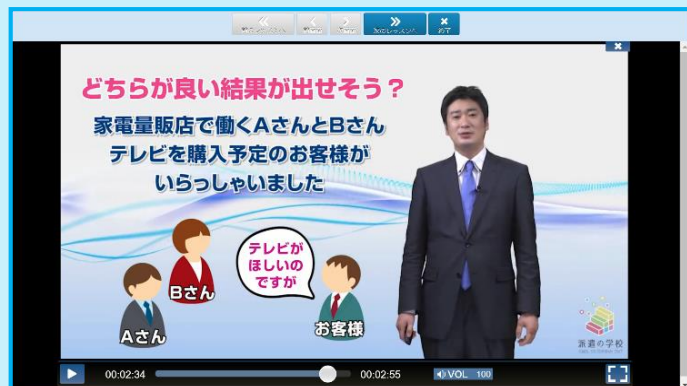 終了
どちらが良い結果が出せそう？
家電量販店で働くAさんとBさん
テレビを購入予定のお客様が
いらっしゃいました
テレビが
ほしいの
ですが
Bさん
Aさん
お客様
派遣の学校
00:02:34
00:02:55
VOL 100